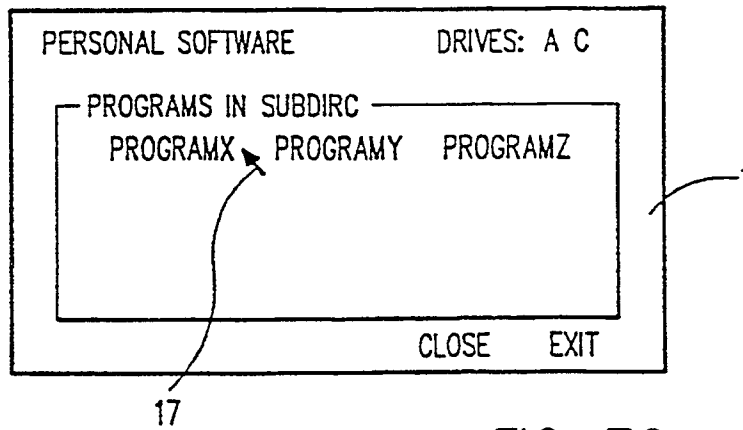 PERSONAL SOFTWARE DRIVES: A C
PROGRAMS IN SUBDIRC
PROGRAMX PROGRAMY PROGRAMZ
CLOSE EXIT
17